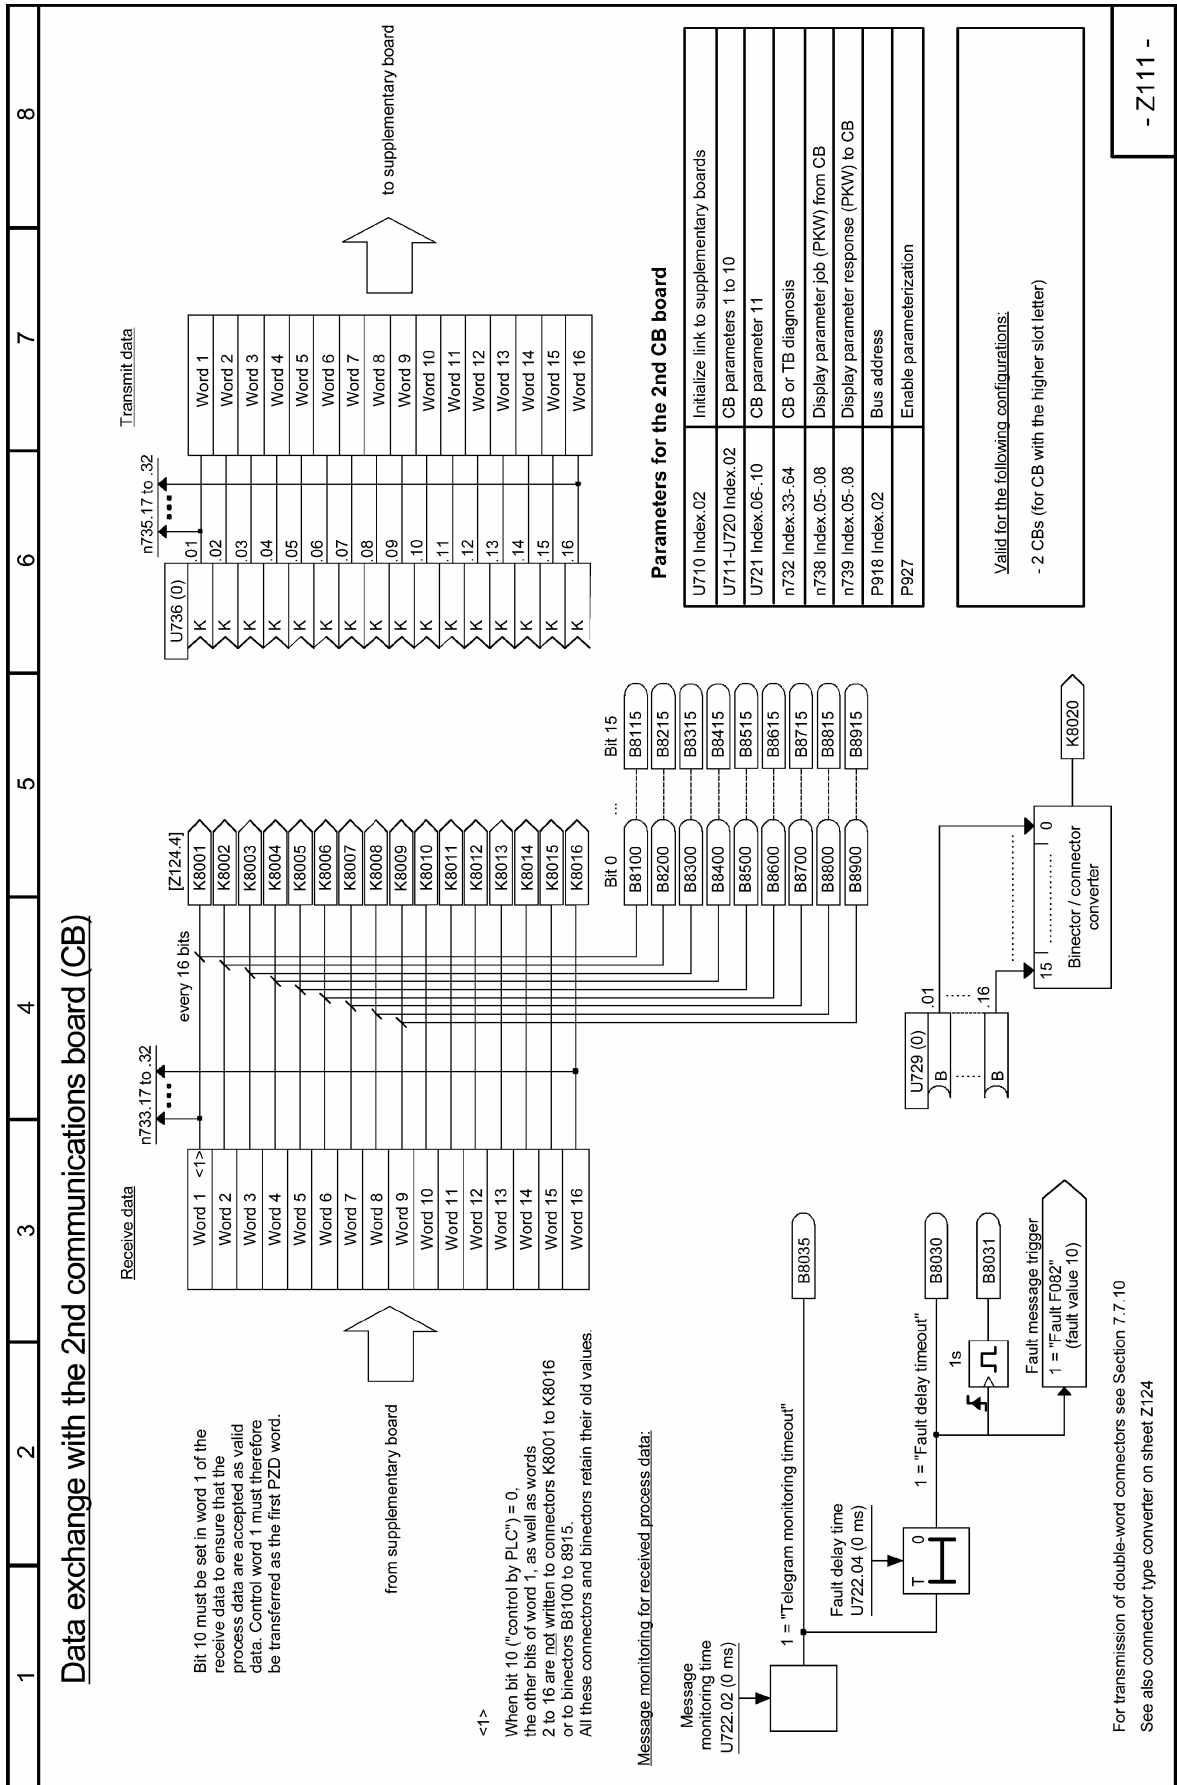 1 2 3 4 5 6 7 8
Data exchange with the 2nd communications board (CB)
Bit 10 must be set in word 1 of the
receive data to ensure that the
process data are accepted as valid
data. Control word 1 must therefore
be transferred as the first PZD word.
from supplementary board
<1>
When bit 10 ("control by PLC") = 0,
the other bits of word 1, as well as words
2 to 16 are not written to connectors K8001 to K8016
or to binectors B8100 to 8915.
All these connectors and binectors retain their old values.
Receive data
Word 1 <1>
Word 2
Word 3
Word 4
Word 5
Word 6
Word 7
Word 8
Word 9
Word 10
Word 11
Word 12
Word 13
Word 14
Word 15
Word 16
n733.17 to .32
every 16 bits
[Z124.4]
K8001
K8002
K8003
K8004
K8005
K8006
K8007
K8008
K8009
K8010
K8011
K8012
K8013
K8014
K8015
K8016
Bit 0 ... Bit 15
B8100 B8115
B8200 B8215
B8300 B8315
B8400 B8415
B8500 B8515
B8600 B8615
B8700 B8715
B8800 B8815
B8900 B8915
Transmit data
n735.17 to .32
U736 (0)
K .01 Word 1
K .02 Word 2
K .03 Word 3
K .04 Word 4
K .05 Word 5
K .06 Word 6
K .07 Word 7
K .08 Word 8
K .09 Word 9
K .10 Word 10
K .11 Word 11
K .12 Word 12
K .13 Word 13
K .14 Word 14
K .15 Word 15
K .16 Word 16
to supplementary board
Message monitoring for received process data:
Message
monitoring time
U722.02 (0 ms)
1 = "Telegram monitoring timeout"
B8035
Fault delay time
U722.04 (0 ms)
T 0
1 = "Fault delay timeout"
B8030
1s
B8031
Fault message trigger
1 = "Fault F082"
(fault value 10)
U729 (0)
B .01
B .16
15 0
Binector / connector
converter
K8020
Parameters for the 2nd CB board
U710 Index.02 Initialize link to supplementary boards
U711-U720 Index.02 CB parameters 1 to 10
U721 Index.06-.10 CB parameter 11
n732 Index.33-.64 CB or TB diagnosis
n738 Index.05-.08 Display parameter job (PKW) from CB
n739 Index.05-.08 Display parameter response (PKW) to CB
P918 Index.02 Bus address
P927 Enable parameterization
Valid for the following configurations:
- 2 CBs (for CB with the higher slot letter)
For transmission of double-word connectors see Section 7.7.10
See also connector type converter on sheet Z124
- Z111 -